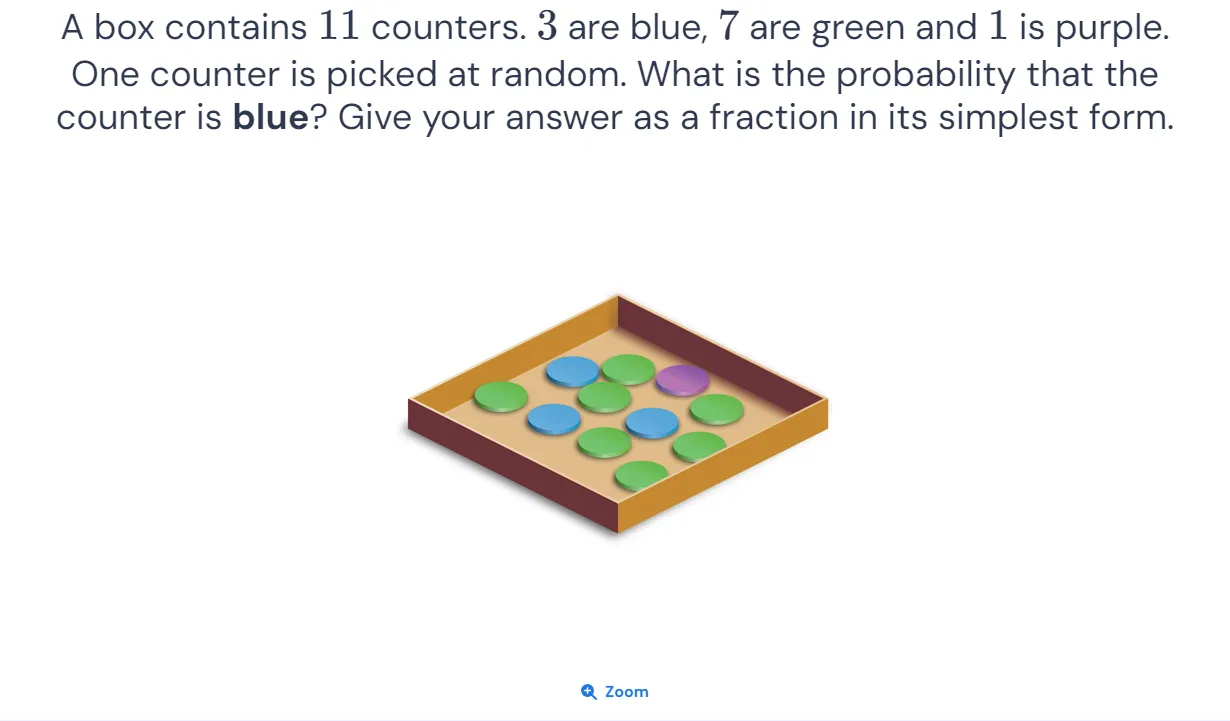 A box contains 11 counters. 3 are blue, 7 are green and 1 is purple.
One counter is picked at random. What is the probability that the
counter is blue? Give your answer as a fraction in its simplest form.
Zoom